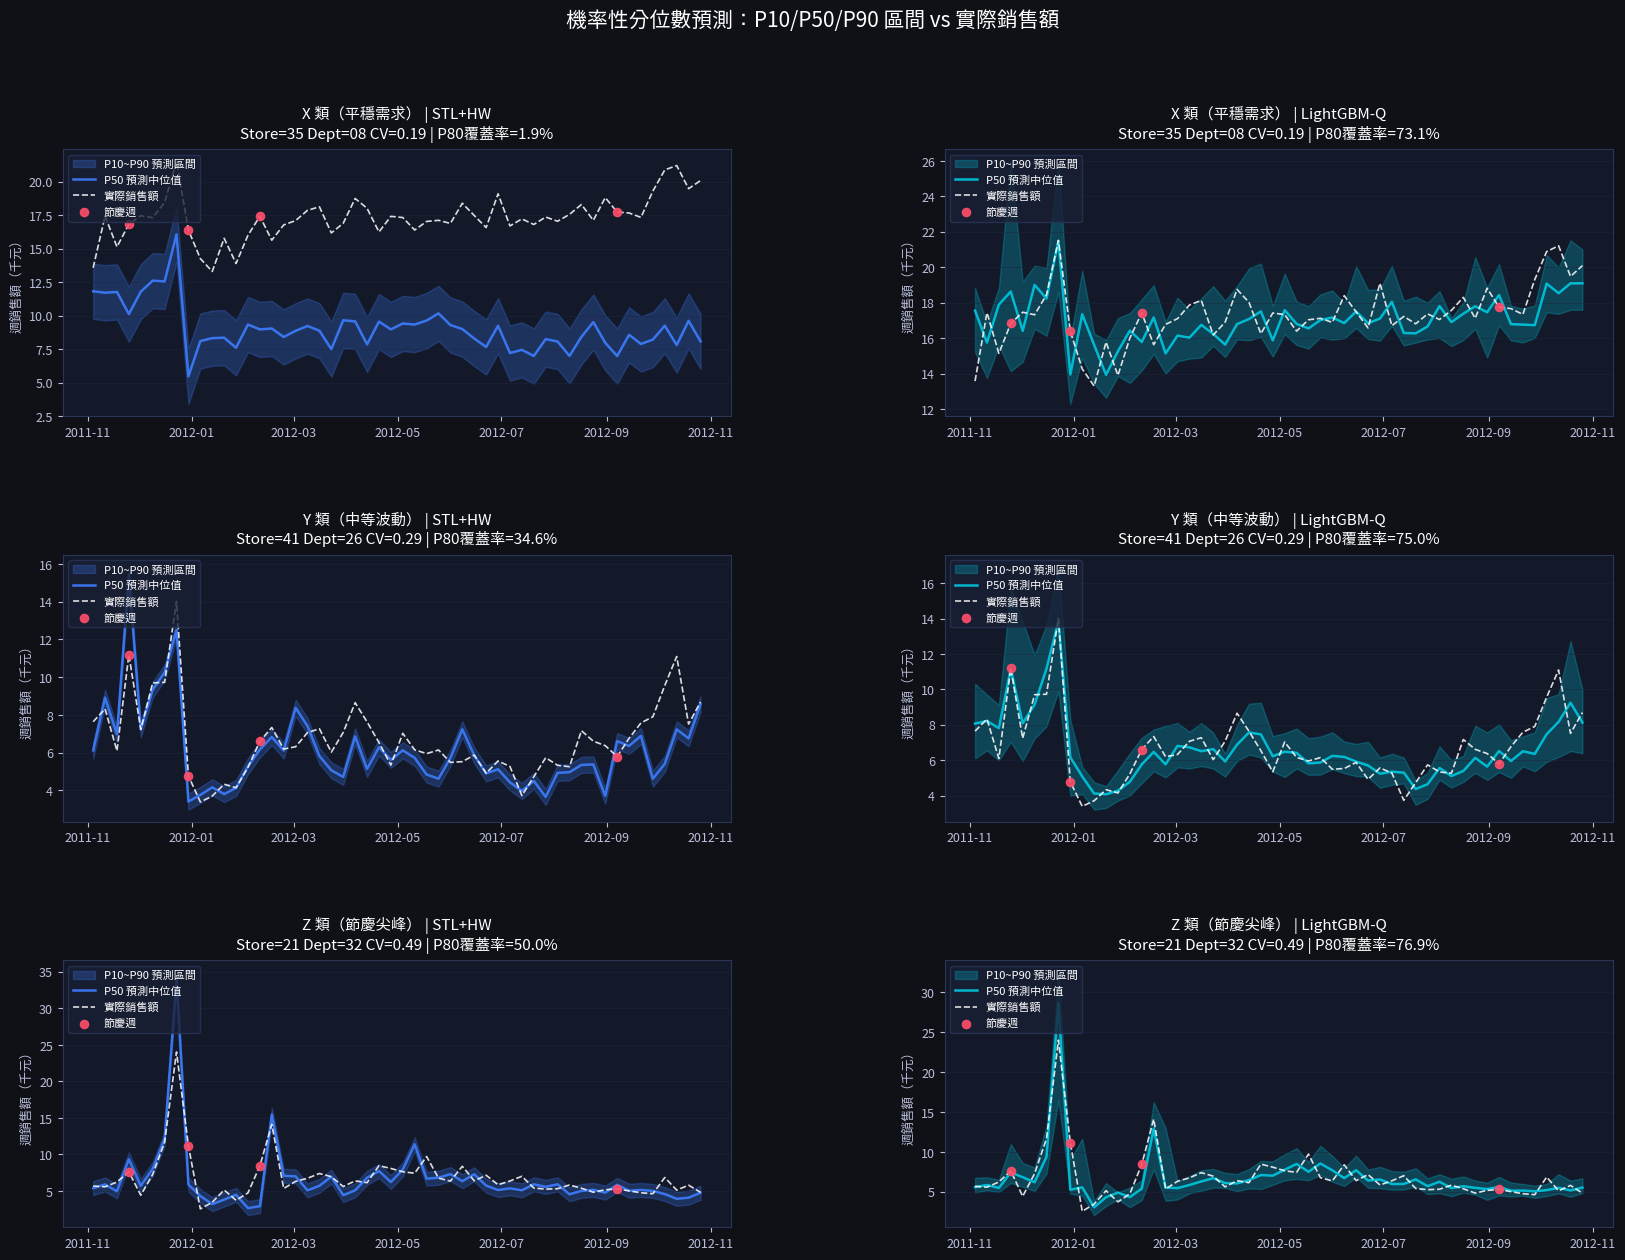 機率性分位數預測：P10/P50/P90 區間 vs 實際銷售額
X 類（平穩需求） | STL+HW
Store=35 Dept=08 CV=0.19 | P80覆蓋率=1.9%
P10~P90 預測區間
P50 預測中位值
實際銷售額
節慶週
週銷售額（千元）
20.0
17.5
15.0
12.5
10.0
7.5
5.0
2.5
2011-11
2012-01
2012-03
2012-05
2012-07
2012-09
2012-11
X 類（平穩需求） | LightGBM-Q
Store=35 Dept=08 CV=0.19 | P80覆蓋率=73.1%
P10~P90 預測區間
P50 預測中位值
實際銷售額
節慶週
週銷售額（千元）
26
24
22
20
18
16
14
12
2011-11
2012-01
2012-03
2012-05
2012-07
2012-09
2012-11
Y 類（中等波動） | STL+HW
Store=41 Dept=26 CV=0.29 | P80覆蓋率=34.6%
P10~P90 預測區間
P50 預測中位值
實際銷售額
節慶週
週銷售額（千元）
16
14
12
10
8
6
4
2011-11
2012-01
2012-03
2012-05
2012-07
2012-09
2012-11
Y 類（中等波動） | LightGBM-Q
Store=41 Dept=26 CV=0.29 | P80覆蓋率=75.0%
P10~P90 預測區間
P50 預測中位值
實際銷售額
節慶週
週銷售額（千元）
16
14
12
10
8
6
4
2011-11
2012-01
2012-03
2012-05
2012-07
2012-09
2012-11
Z 類（節慶尖峰） | STL+HW
Store=21 Dept=32 CV=0.49 | P80覆蓋率=50.0%
P10~P90 預測區間
P50 預測中位值
實際銷售額
節慶週
週銷售額（千元）
35
30
25
20
15
10
5
2011-11
2012-01
2012-03
2012-05
2012-07
2012-09
2012-11
Z 類（節慶尖峰） | LightGBM-Q
Store=21 Dept=32 CV=0.49 | P80覆蓋率=76.9%
P10~P90 預測區間
P50 預測中位值
實際銷售額
節慶週
週銷售額（千元）
30
25
20
15
10
5
2011-11
2012-01
2012-03
2012-05
2012-07
2012-09
2012-11